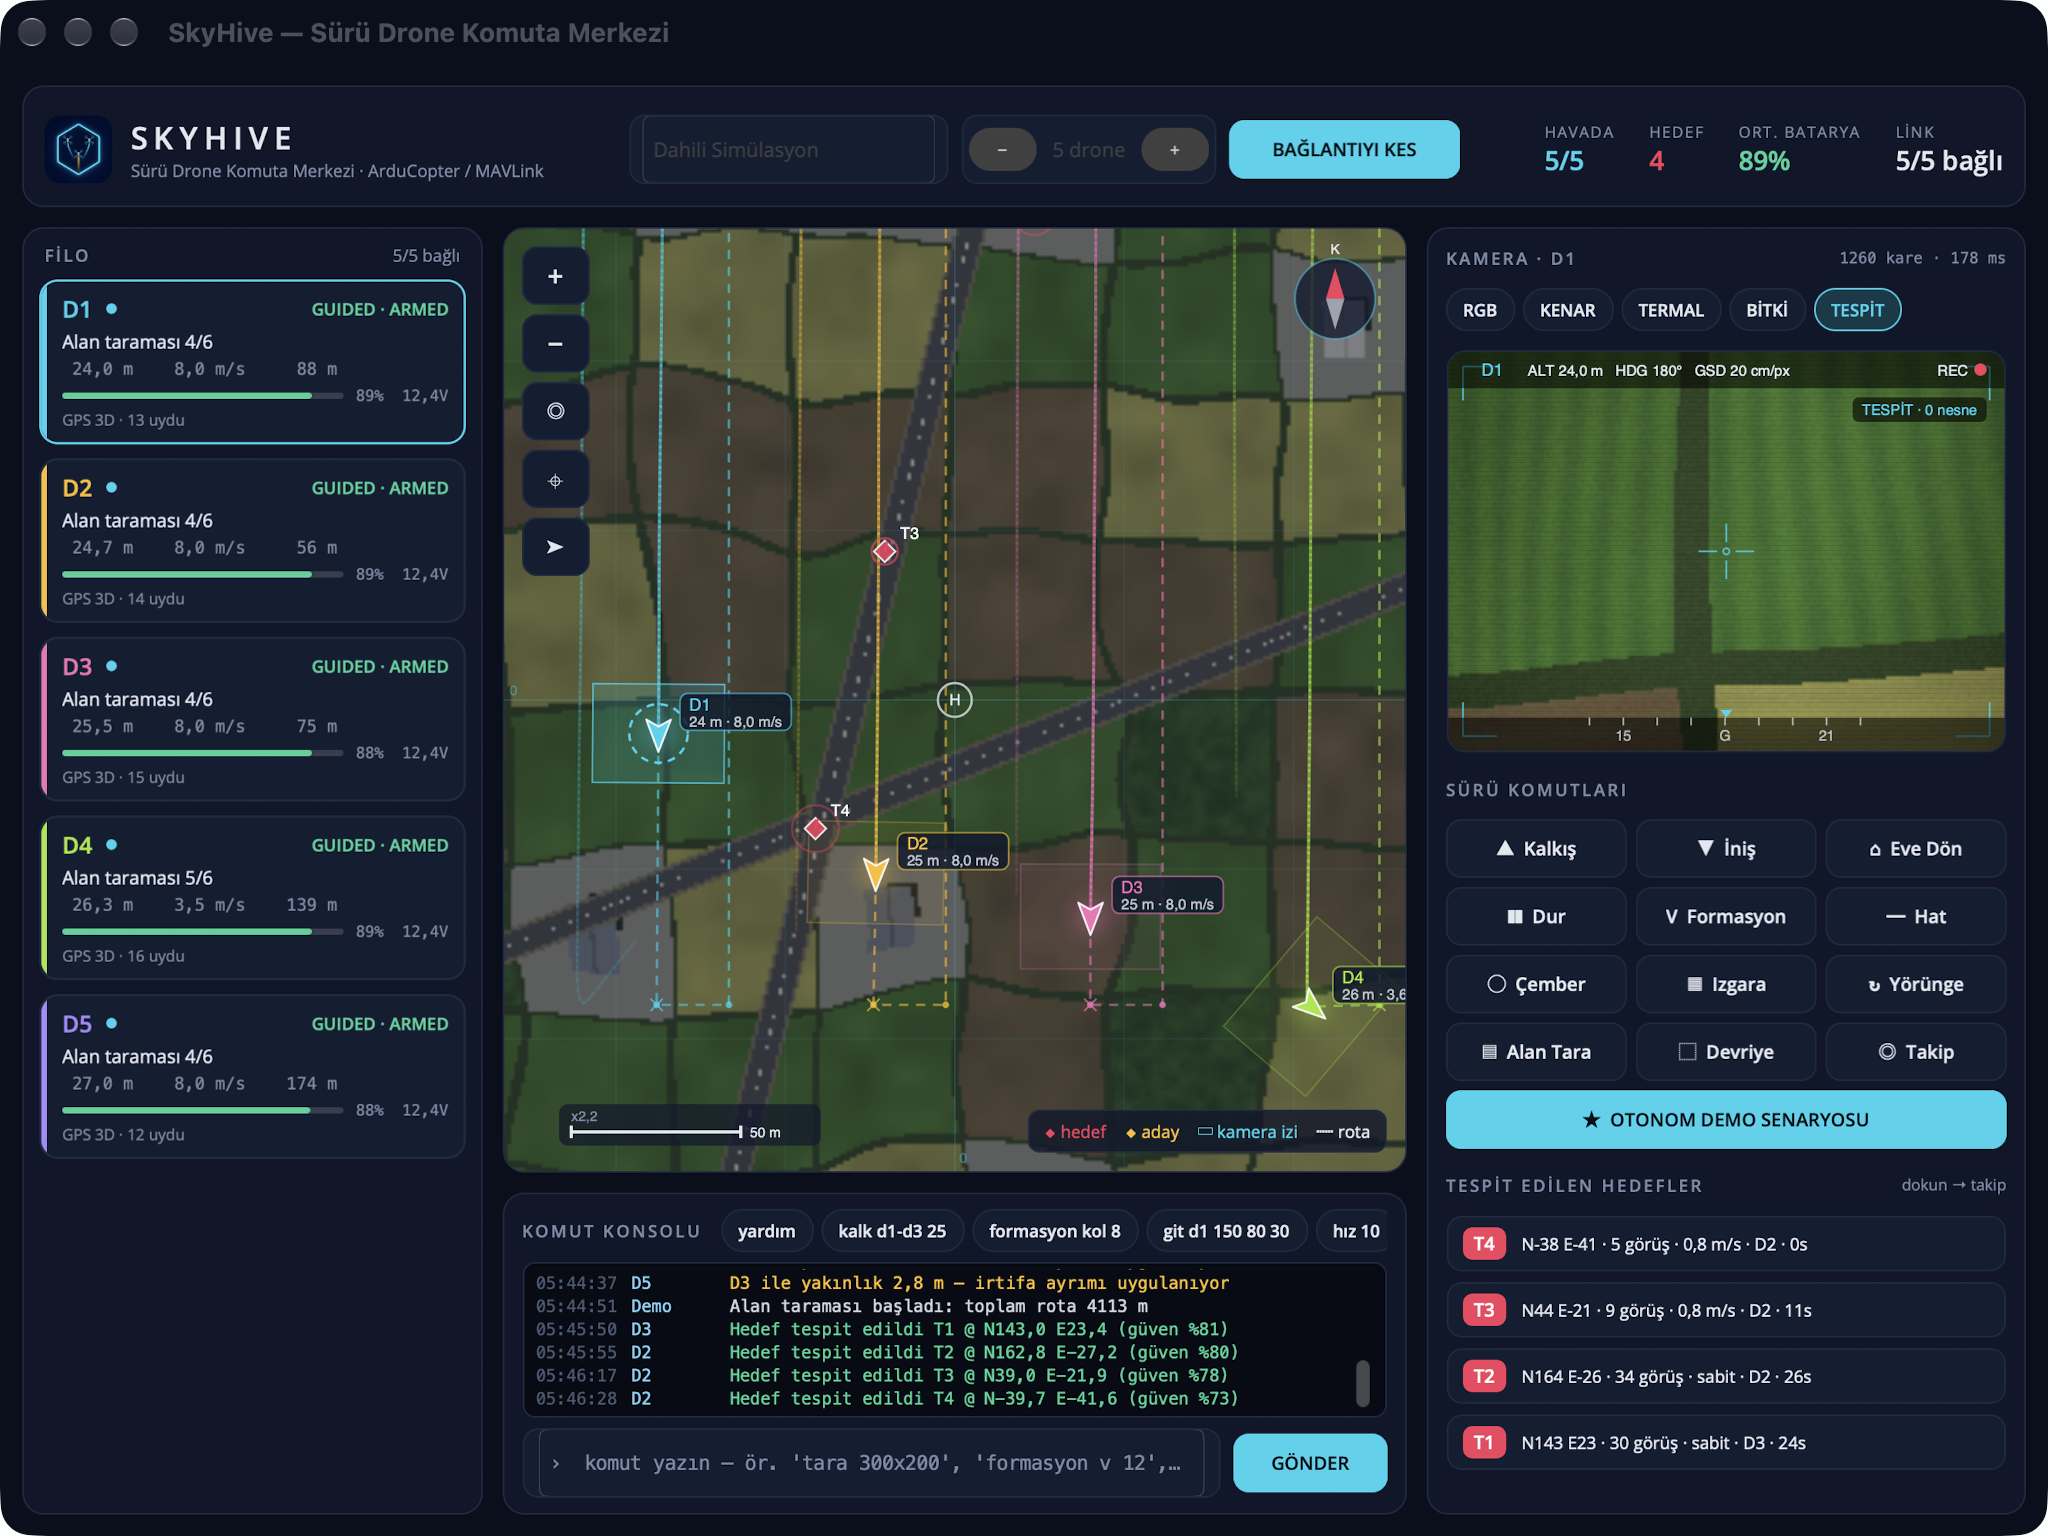 SkyHive — Sürü Drone Komuta Merkezi
SKYHIVE
Sürü Drone Komuta Merkezi · ArduCopter / MAVLink
Dahili Simülasyon
− 5 drone +
BAĞLANTIYI KES
HAVADA
5/5
HEDEF
4
ORT. BATARYA
89%
LİNK
5/5 bağlı
FİLO 5/5 bağlı
D1 GUIDED · ARMED
Alan taraması 4/6
24,0 m 8,0 m/s 88 m
89% 12,4V
GPS 3D · 13 uydu
D2 GUIDED · ARMED
Alan taraması 4/6
24,7 m 8,0 m/s 56 m
89% 12,4V
GPS 3D · 14 uydu
D3 GUIDED · ARMED
Alan taraması 4/6
25,5 m 8,0 m/s 75 m
88% 12,4V
GPS 3D · 15 uydu
D4 GUIDED · ARMED
Alan taraması 5/6
26,3 m 3,5 m/s 139 m
89% 12,4V
GPS 3D · 16 uydu
D5 GUIDED · ARMED
Alan taraması 4/6
27,0 m 8,0 m/s 174 m
88% 12,4V
GPS 3D · 12 uydu
+
−
K
T3
0
H
D1
24 m · 8,0 m/s
T4
D2
25 m · 8,0 m/s
D3
25 m · 8,0 m/s
D4
26 m · 3,6
x2,2
50 m
hedef aday kamera izi rota
0
KOMUT KONSOLU yardım kalk d1-d3 25 formasyon kol 8 git d1 150 80 30 hız 10
05:44:37 D5 D3 ile yakınlık 2,8 m — irtifa ayrımı uygulanıyor
05:44:51 Demo Alan taraması başladı: toplam rota 4113 m
05:45:50 D3 Hedef tespit edildi T1 @ N143,0 E23,4 (güven %81)
05:45:55 D2 Hedef tespit edildi T2 @ N162,8 E−27,2 (güven %80)
05:46:17 D2 Hedef tespit edildi T3 @ N39,0 E−21,9 (güven %78)
05:46:28 D2 Hedef tespit edildi T4 @ N−39,7 E−41,6 (güven %73)
› komut yazın — ör. 'tara 300x200', 'formasyon v 12',…
GÖNDER
KAMERA · D1 1260 kare · 178 ms
RGB KENAR TERMAL BİTKİ TESPİT
D1 ALT 24,0 m HDG 180° GSD 20 cm/px REC
TESPİT · 0 nesne
15 G 21
SÜRÜ KOMUTLARI
▲ Kalkış ▼ İniş ⌂ Eve Dön
Dur V Formasyon — Hat
Çember Izgara ↻ Yörünge
Alan Tara Devriye ◎ Takip
★ OTONOM DEMO SENARYOSU
TESPİT EDİLEN HEDEFLER dokun → takip
T4 N-38 E-41 · 5 görüş · 0,8 m/s · D2 · 0s
T3 N44 E-21 · 9 görüş · 0,8 m/s · D2 · 11s
T2 N164 E-26 · 34 görüş · sabit · D2 · 26s
T1 N143 E23 · 30 görüş · sabit · D3 · 24s